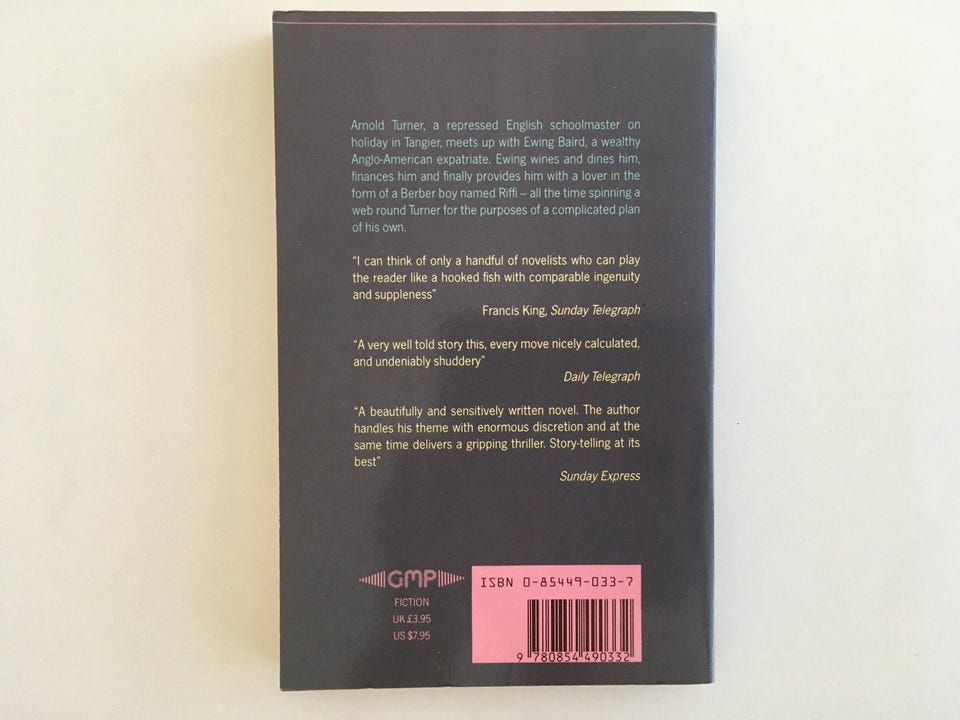 Arnold Turner, a repressed English schoolmaster on
holiday in Tangier, meets up with Ewing Baird, a wealthy
Anglo-American expatriate. Ewing wines and dines him,
finances him and finally provides him with a lover in the
form of a Berber boy named Riffi – all the time spinning a
web round Turner for the purposes of a complicated plan
of his own.
"I can think of only a handful of novelists who can play
the reader like a hooked fish with comparable ingenuity
and suppleness"
Francis King, Sunday Telegraph
"A very well told story this, every move nicely calculated,
and undeniably shuddery"
Daily Telegraph
"A beautifully and sensitively written novel. The author
handles his theme with enormous discretion and at the
same time delivers a gripping thriller. Story-telling at its
best"
Sunday Express
GMP
FICTION
UK £3.95
US $7.95
ISBN 0-85449-033-7
9 780854 490332